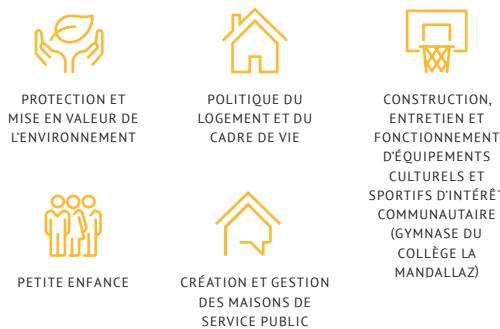 PROTECTION ET
MISE EN VALEUR DE
L'ENVIRONNEMENT
POLITIQUE DU
LOGEMENT ET DU
CADRE DE VIE
CONSTRUCTION,
ENTRETIEN ET
FONCTIONNEMENT
D'ÉQUIPEMENTS
CULTURELS ET
SPORTIFS D'INTÉRÊT
COMMUNAUTAIRE
(GYMNASE DU
COLLÈGE LA
MANDALLAZ)
PETITE ENFANCE
CRÉATION ET GESTION
DES MAISONS DE
SERVICE PUBLIC